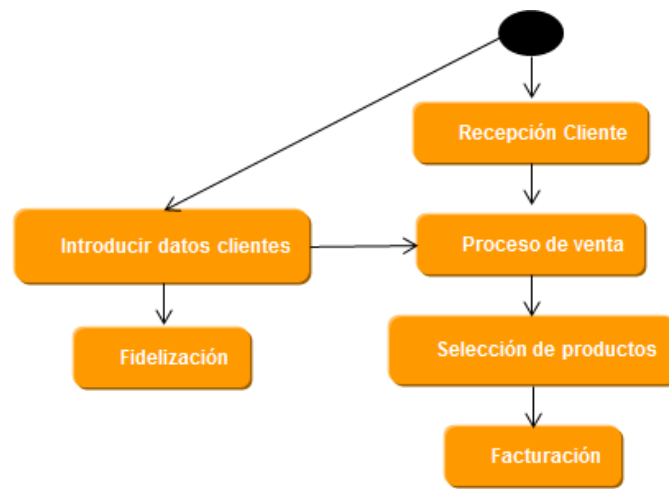 Recepción Cliente
Introducir datos clientes
Proceso de venta
Fidelización
Selección de productos
Facturación